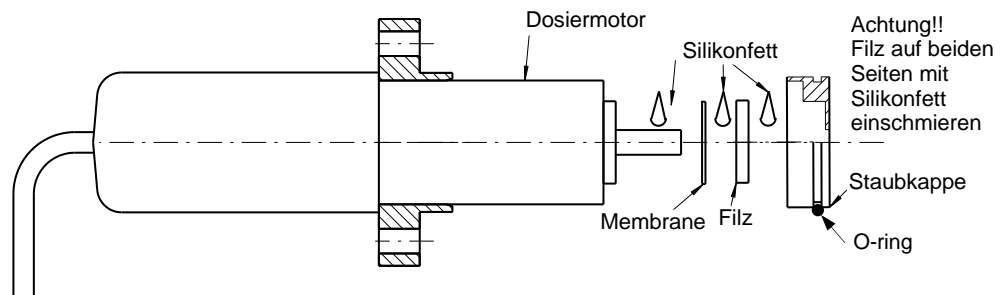 Dosiermotor
Silikonfett
Achtung!!
Filz auf beiden
Seiten mit
Silikonfett
einschmieren
Staubkappe
Membrane
Filz
O-ring